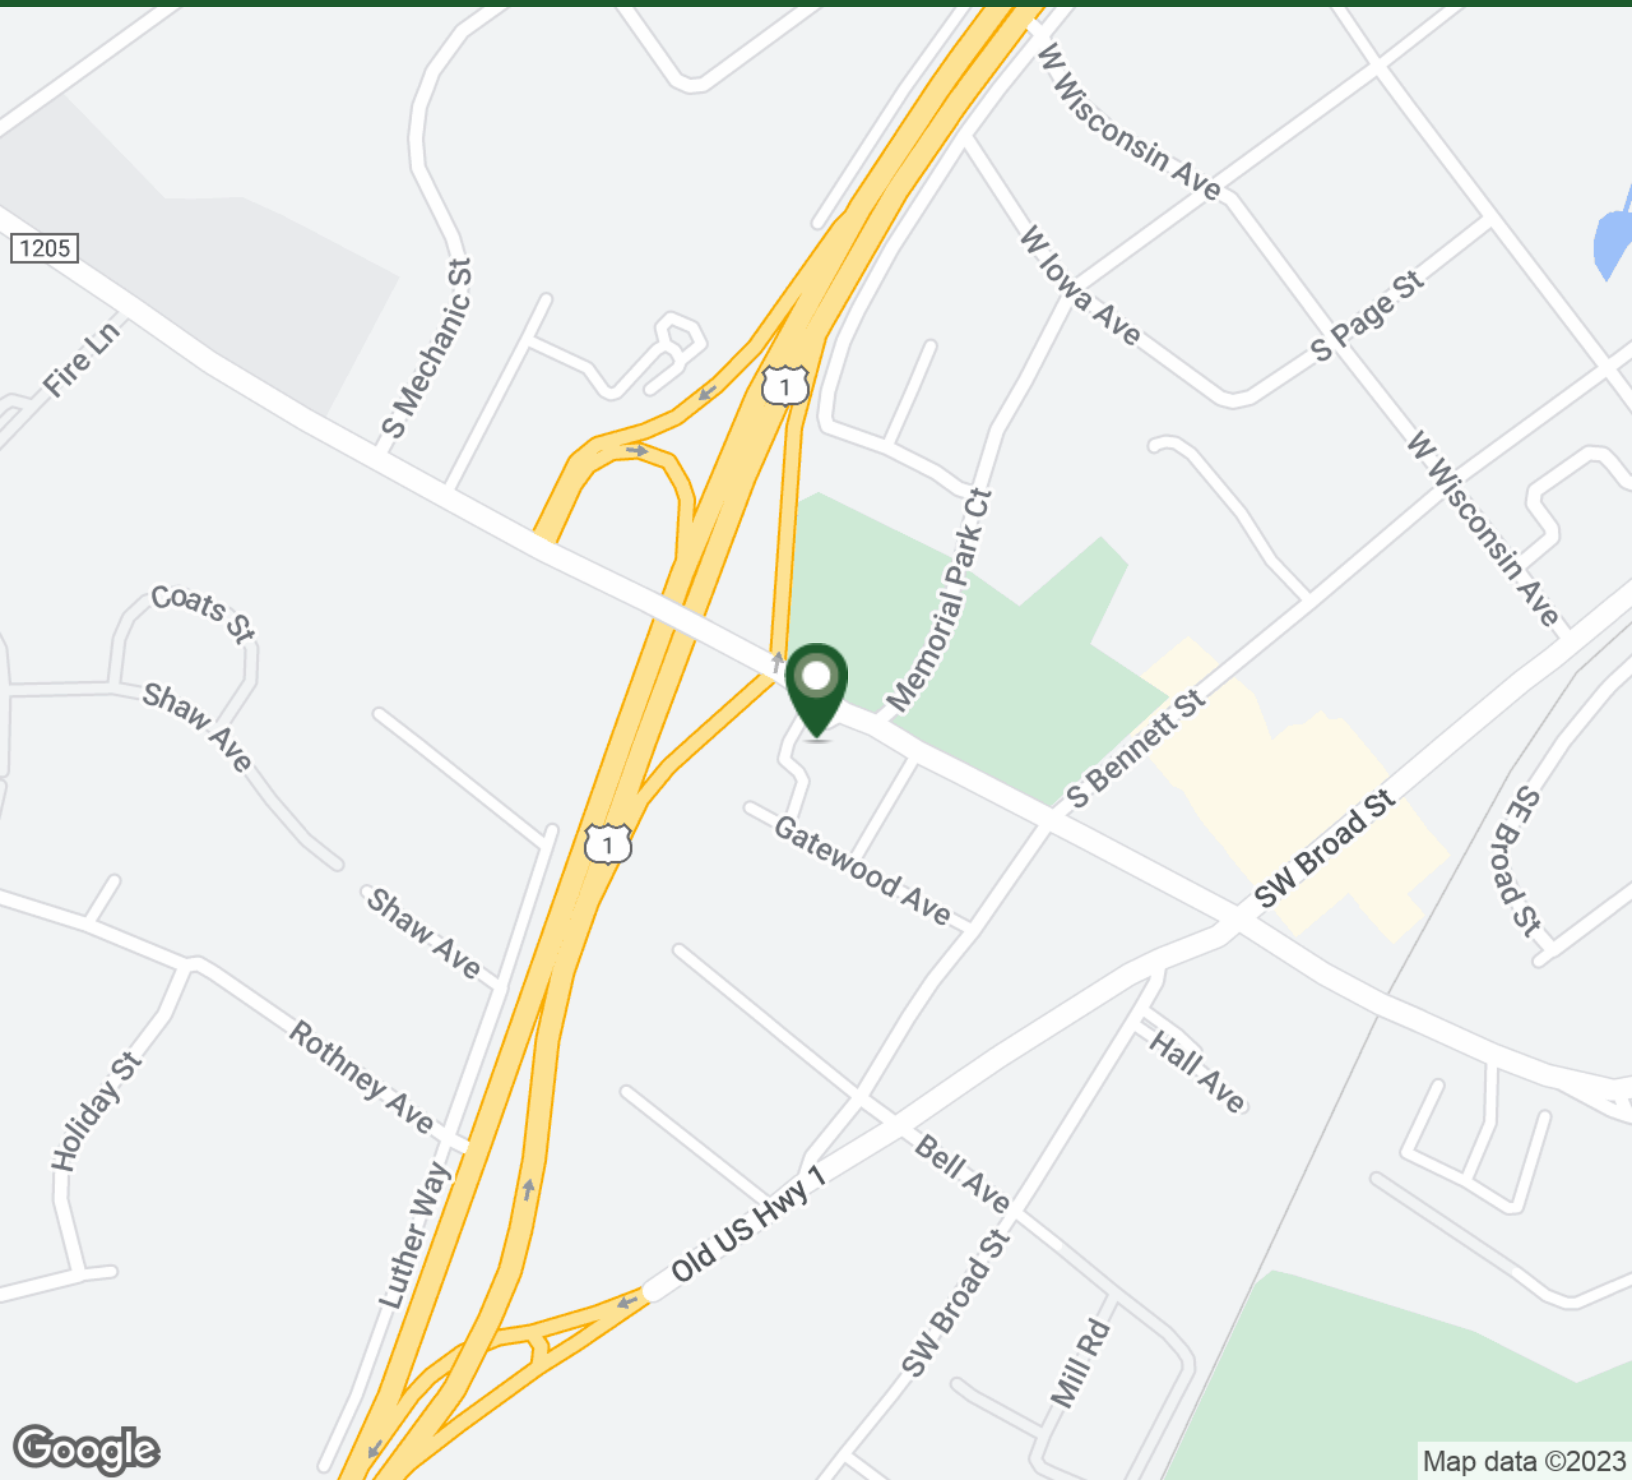 W Wisconsin Ave
1205
W Iowa Ave
S Mechanic St
S Page St
Fire Ln
1
W Wisconsin Ave
Memorial Park Ct
Coats St
Shaw Ave
S Bennett St
1
Gatewood Ave
SW Broad St
SE Broad St
Shaw Ave
Rothney Ave
Hall Ave
Holiday St
Bell Ave
Luther Way
Old US Hwy 1
SW Broad St
Mill Rd
Google
Map data ©2023